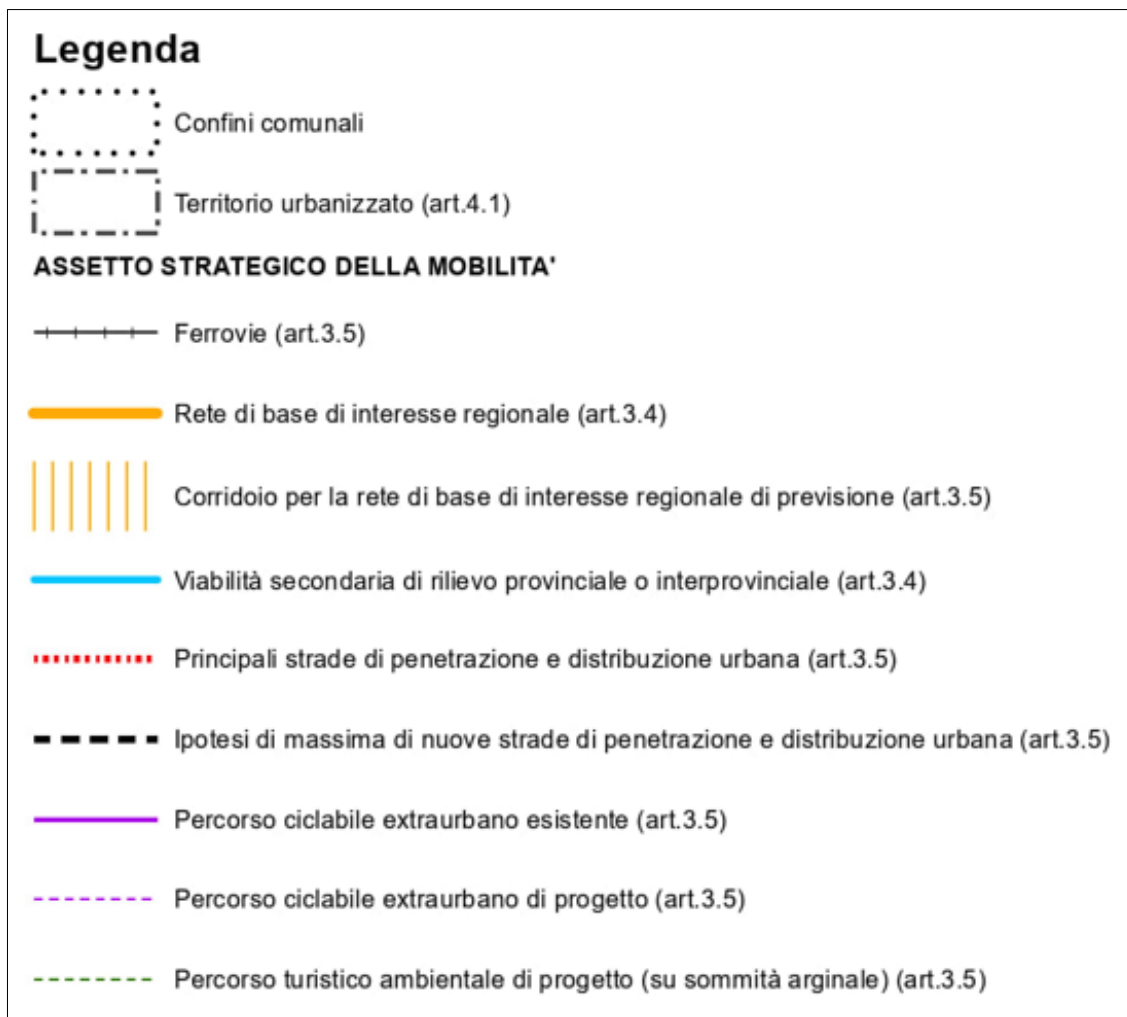 Legenda
Confini comunali
Territorio urbanizzato (art.4.1)
ASSETTO STRATEGICO DELLA MOBILITA'
Ferrovie (art.3.5)
Rete di base di interesse regionale (art.3.4)
Corridoio per la rete di base di interesse regionale di previsione (art.3.5)
Viabilità secondaria di rilievo provinciale o interprovinciale (art.3.4)
Principali strade di penetrazione e distribuzione urbana (art.3.5)
Ipotesi di massima di nuove strade di penetrazione e distribuzione urbana (art.3.5)
Percorso ciclabile extraurbano esistente (art.3.5)
Percorso ciclabile extraurbano di progetto (art.3.5)
Percorso turistico ambientale di progetto (su sommità arginale) (art.3.5)